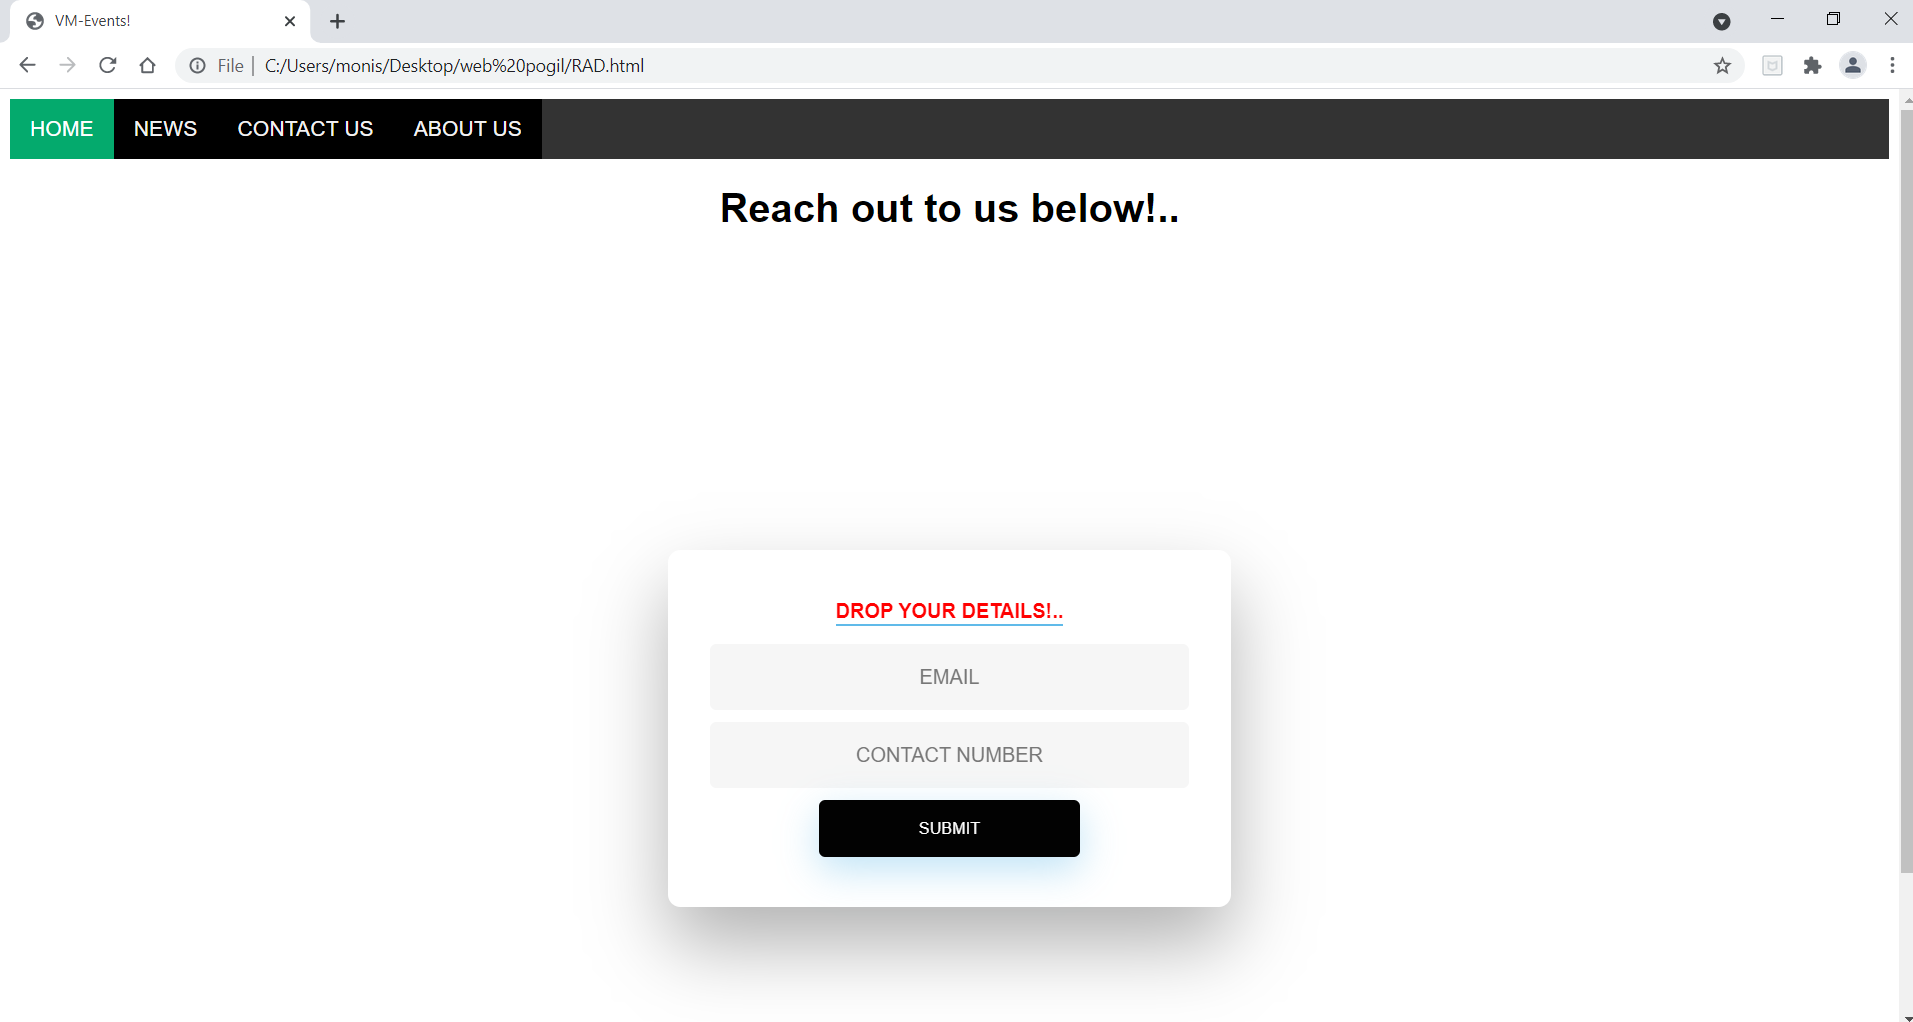 VM-Events!
File | C:/Users/monis/Desktop/web%20pogil/RAD.html
HOME NEWS CONTACT US ABOUT US
Reach out to us below!..
DROP YOUR DETAILS!..
EMAIL
CONTACT NUMBER
SUBMIT